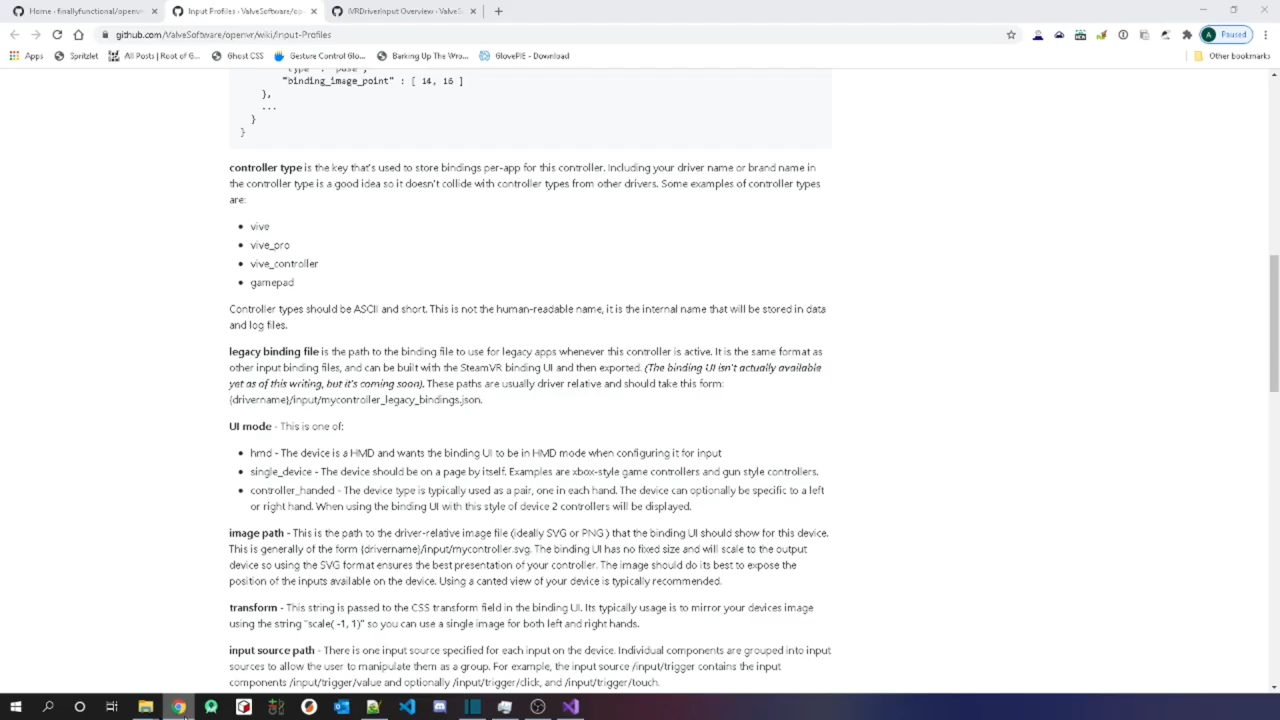 Home · finallyfunctional/openvr
Input Profiles · ValveSoftware/op
IVRDriverInput Overview · ValveS
github.com/ValveSoftware/openvr/wiki/Input-Profiles
Paused
Apps
Spritzlet
All Posts | Root of G...
Ghost CSS
Gesture Control Glo...
Barking Up The Wro...
GlovePIE - Download
Other bookmarks
"type" : "pose",
"binding_image_point" : [ 14, 16 ]
},
...
}
}
controller type is the key that's used to store bindings per-app for this controller. Including your driver name or brand name in
the controller type is a good idea so it doesn't collide with controller types from other drivers. Some examples of controller types
are:
• vive
• vive_pro
• vive_controller
• gamepad
Controller types should be ASCII and short. This is not the human-readable name, it is the internal name that will be stored in data
and log files.
legacy binding file is the path to the binding file to use for legacy apps whenever this controller is active. It is the same format as
other input binding files, and can be built with the SteamVR binding UI and then exported. (The binding UI isn't actually available
yet as of this writing, but it's coming soon). These paths are usually driver relative and should take this form:
{drivername}/input/mycontroller_legacy_bindings.json.
UI mode - This is one of:
• hmd - The device is a HMD and wants the binding UI to be in HMD mode when configuring it for input
• single_device - The device should be on a page by itself. Examples are xbox-style game controllers and gun style controllers.
• controller_handed - The device type is typically used as a pair, one in each hand. The device can optionally be specific to a left
or right hand. When using the binding UI with this style of device 2 controllers will be displayed.
image path - This is the path to the driver-relative image file (ideally SVG or PNG ) that the binding UI should show for this device.
This is generally of the form {drivername}/input/mycontroller.svg. The binding UI has no fixed size and will scale to the output
device so using the SVG format ensures the best presentation of your controller. The image should do its best to expose the
position of the inputs available on the device. Using a canted view of your device is typically recommended.
transform - This string is passed to the CSS transform field in the binding UI. Its typically usage is to mirror your devices image
using the string "scale( -1, 1)" so you can use a single image for both left and right hands.
input source path - There is one input source specified for each input on the device. Individual components are grouped into input
sources to allow the user to manipulate them as a group. For example, the input source /input/trigger contains the input
components /input/trigger/value and optionally /input/trigger/click, and /input/trigger/touch.